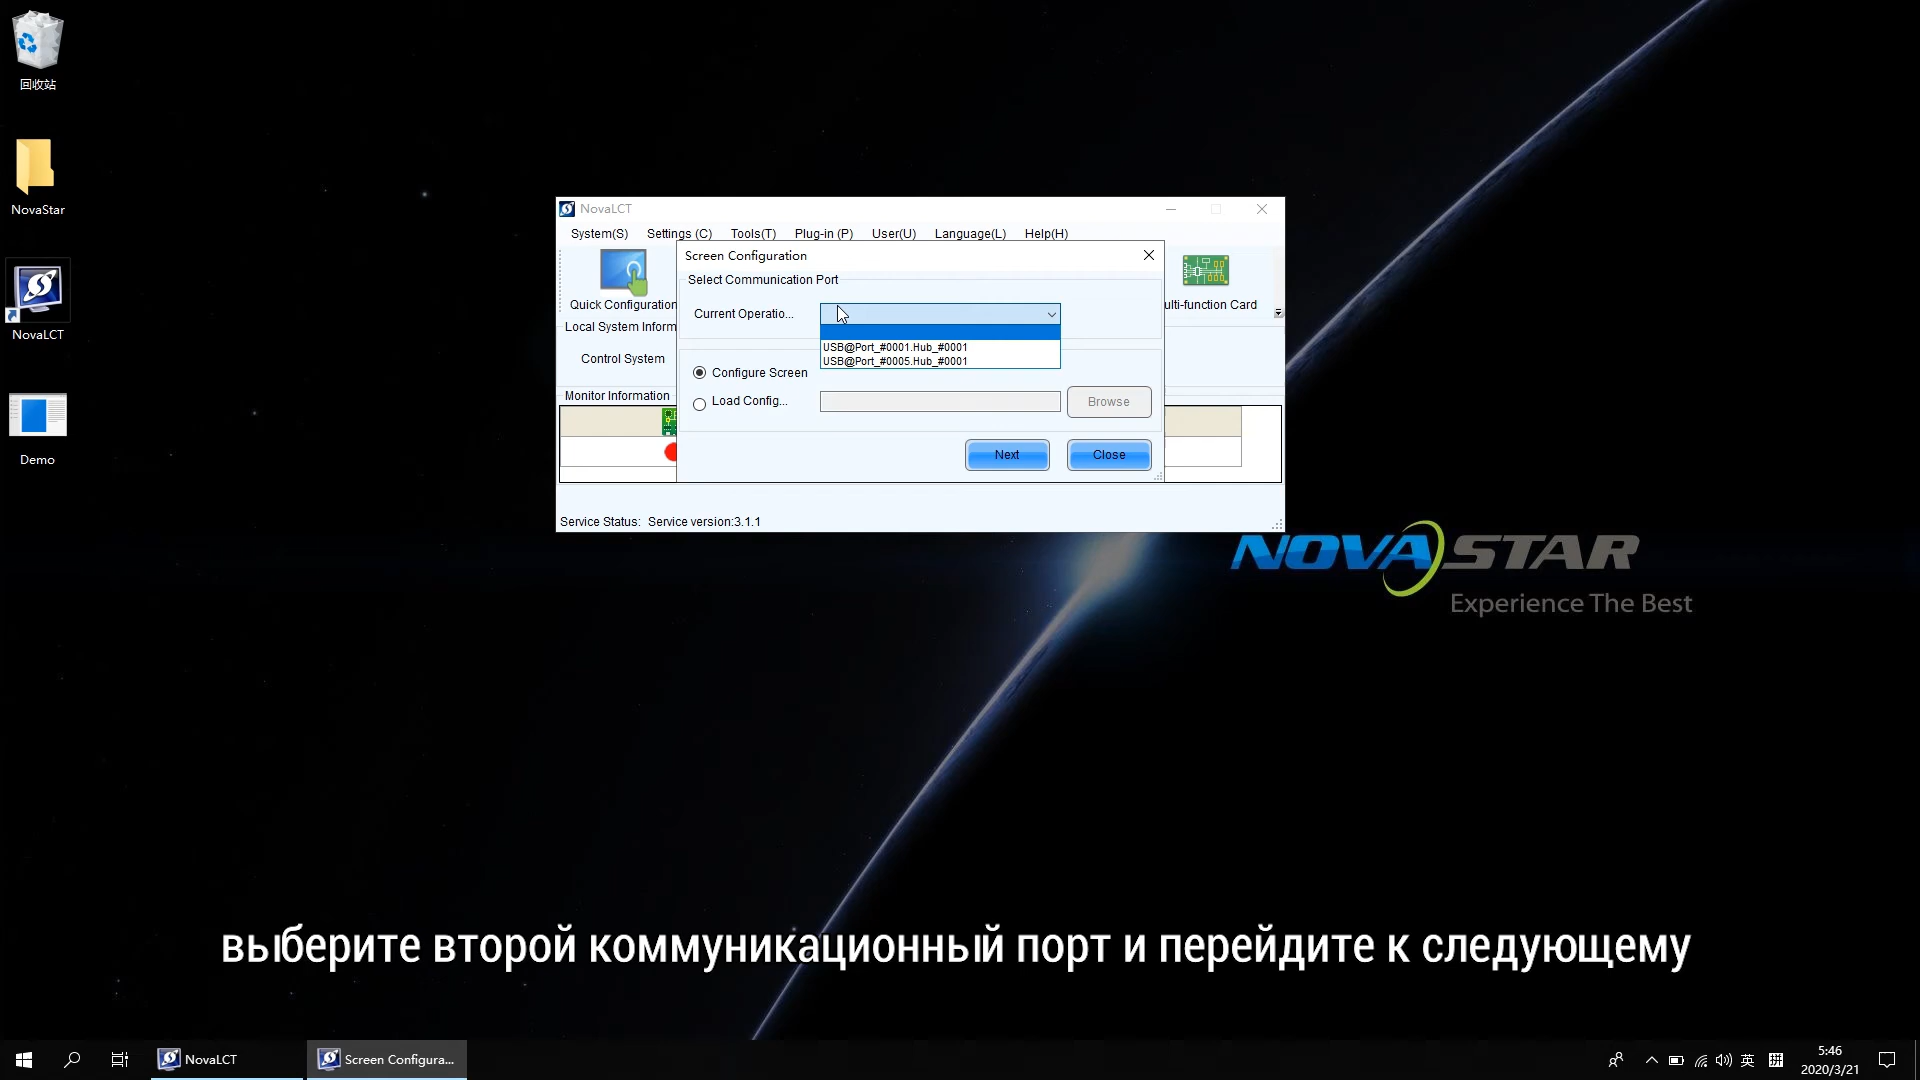 回收站
NovaStar
NovaLCT
Demo
NovaLCT
System(S) Settings (C) Tools(T) Plug-in (P) User(U) Language(L) Help(H)
Screen Configuration
Select Communication Port
Quick Configuration
ulti-function Card
Current Operatio...
Local System Inform
USB@Port_#0001.Hub_#0001
USB@Port_#0005.Hub_#0001
Control System
Configure Screen
Monitor Information
Load Config...
Browse
Next
Close
Service Status: Service version:3.1.1
NOVASTAR
Experience The Best
выберите второй коммуникационный порт и перейдите к следующему
NovaLCT
Screen Configura...
英
拼
5:46
2020/3/21